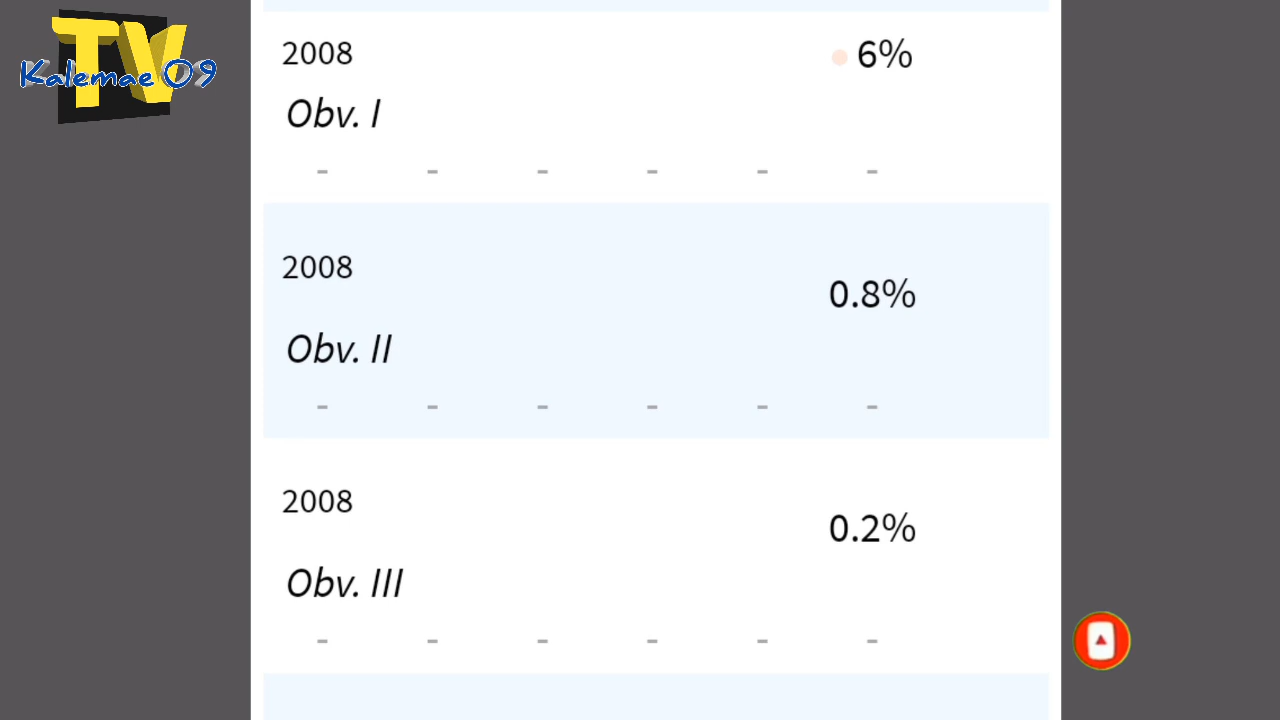 TV
Kalemae 09
2008
6%
Obv. I
- - - - - -
2008
0.8%
Obv. II
- - - - - -
2008
0.2%
Obv. III
- - - - - -